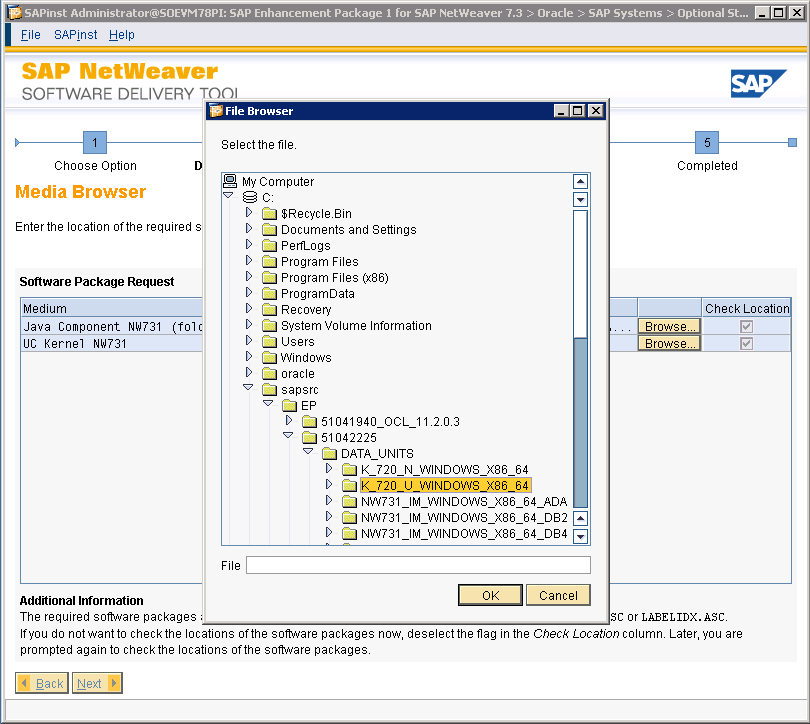 SAPinst Administrator@SOEVM78PI: SAP Enhancement Package 1 for SAP NetWeaver 7.3 > Oracle > SAP Systems > Optional St...
File SAPinst Help
SAP NetWeaver
SOFTWARE DELIVERY TOOL
SAP
File Browser
Select the file.
1
5
Choose Option
D
Completed
Media Browser
Enter the location of the required s
Software Package Request
Medium
Check Location
Java Component NW731 (fold
... Browse...
UC Kernel NW731
Browse...
My Computer
C:
$Recycle.Bin
Documents and Settings
PerfLogs
Program Files
Program Files (x86)
ProgramData
Recovery
System Volume Information
Users
Windows
oracle
sapsrc
EP
51041940_OCL_11.2.0.3
51042225
DATA_UNITS
K_720_N_WINDOWS_X86_64
K_720_U_WINDOWS_X86_64
NW731_IM_WINDOWS_X86_64_ADA
NW731_IM_WINDOWS_X86_64_DB2
NW731_IM_WINDOWS_X86_64_DB4
File
OK Cancel
Additional Information
The required software packages a
SC or LABELIDX.ASC.
If you do not want to check the locations of the software packages now, deselect the flag in the Check Location column. Later, you are
prompted again to check the locations of the software packages.
Back Next